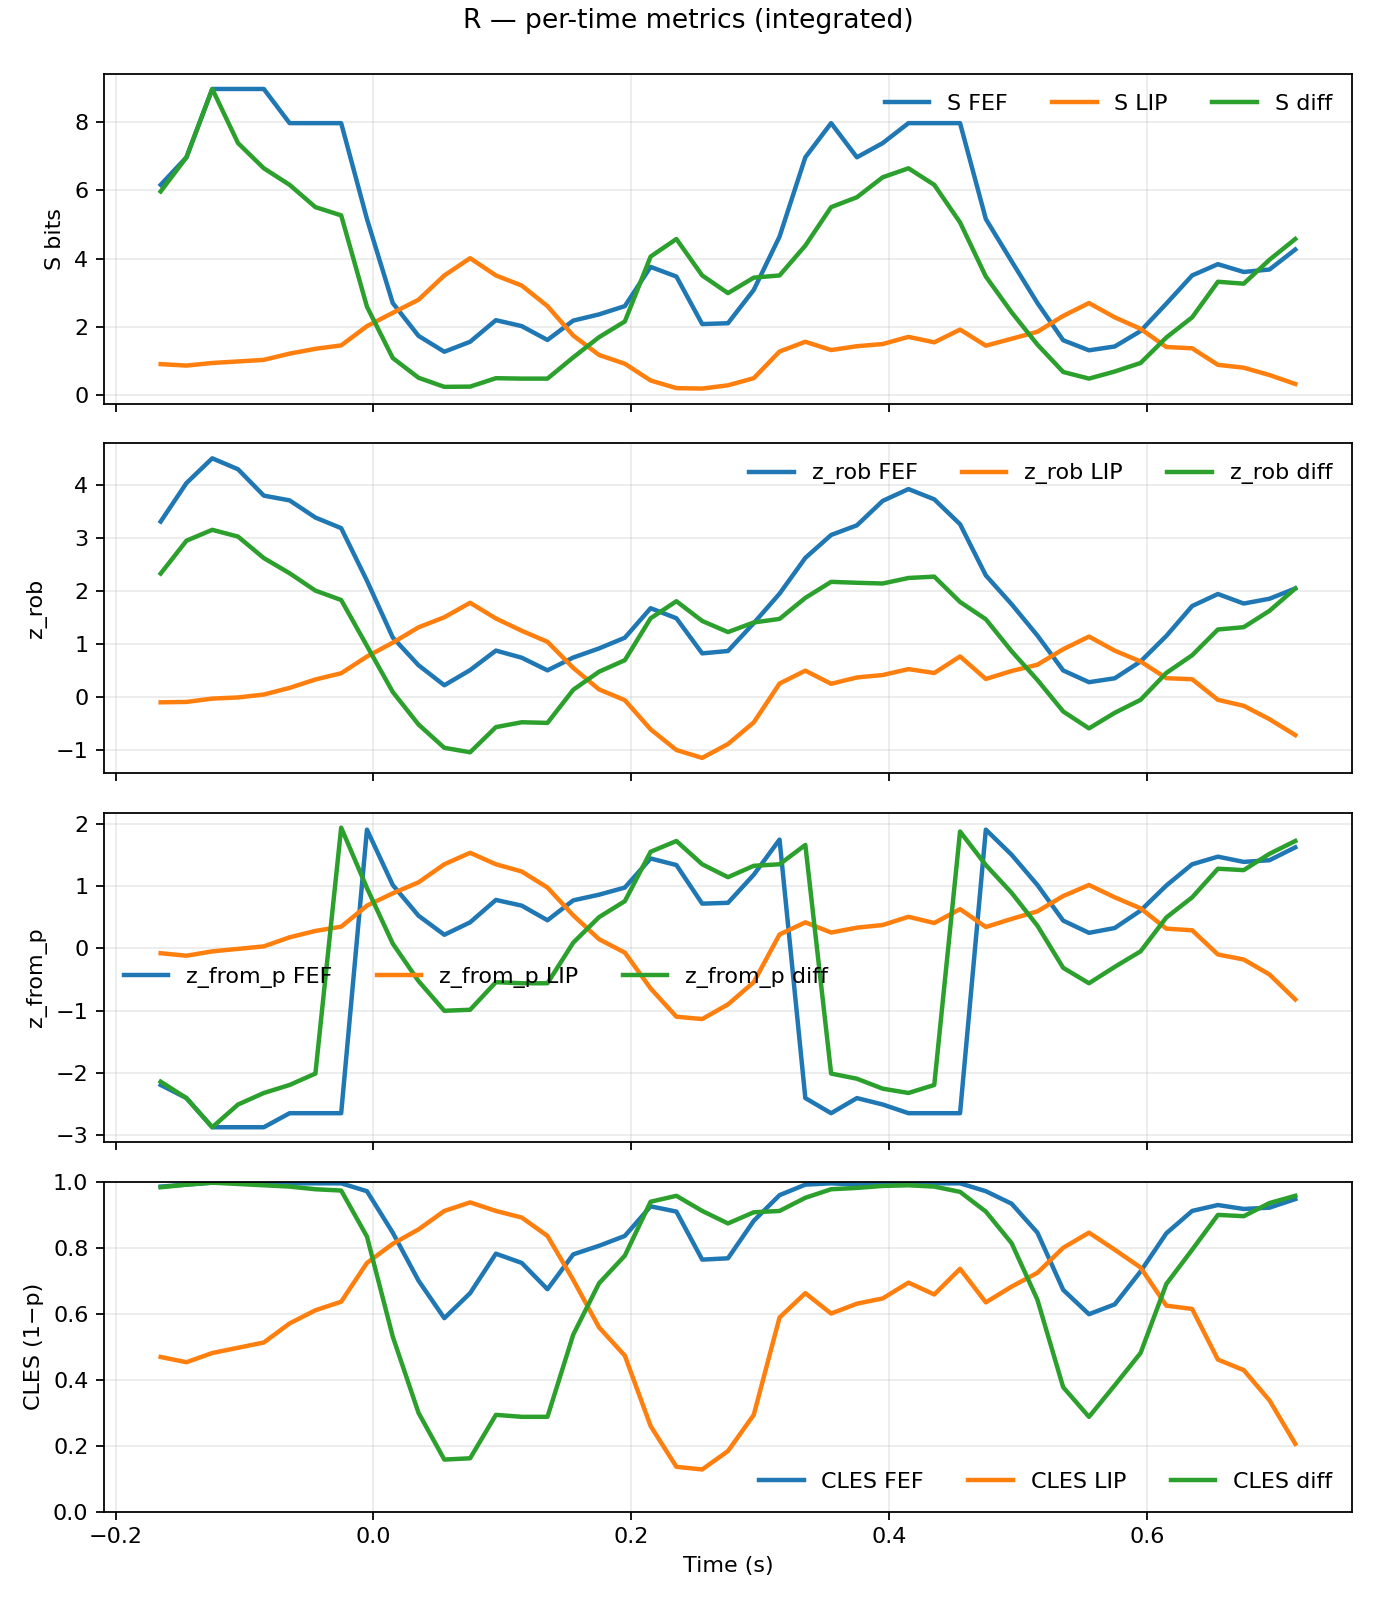 R — per-time metrics (integrated)
S FEF S LIP S diff
8
6
4
2
0
S bits
z_rob FEF z_rob LIP z_rob diff
4
3
2
1
0
−1
z_rob
2
1
0
−1
−2
−3
z_from_p
z_from_p FEF z_from_p LIP z_from_p diff
1.0
0.8
0.6
0.4
0.2
0.0
CLES (1−p)
CLES FEF CLES LIP CLES diff
−0.2 0.0 0.2 0.4 0.6
Time (s)